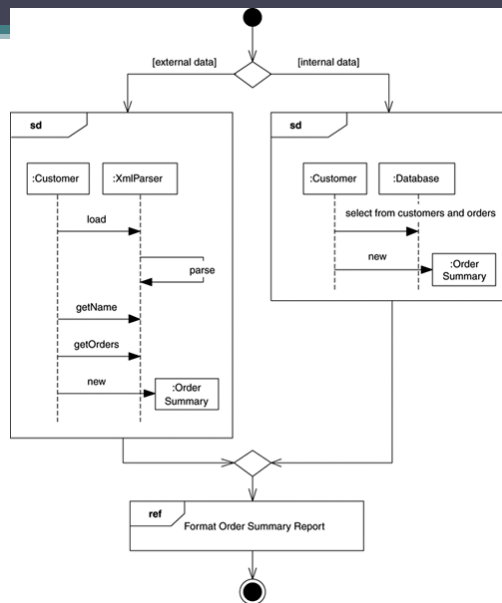 [external data]
[internal data]
sd
:Customer
:XmlParser
load
parse
getName
getOrders
new
:Order
Summary
sd
:Customer
:Database
select from customers and orders
new
:Order
Summary
ref
Format Order Summary Report